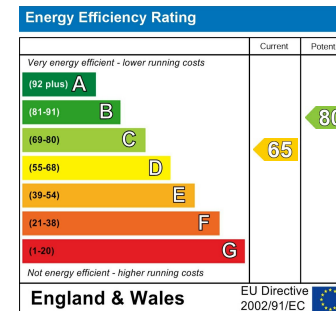 Energy Efficiency Rating
Current
Very energy efficient - lower running costs
(92 plus) A
(81-91) B
(69-80) C
65
(55-68) D
(39-54) E
(21-38) F
(1-20) G
Not energy efficient - higher running costs
England & Wales
EU Directive
2002/91/EC